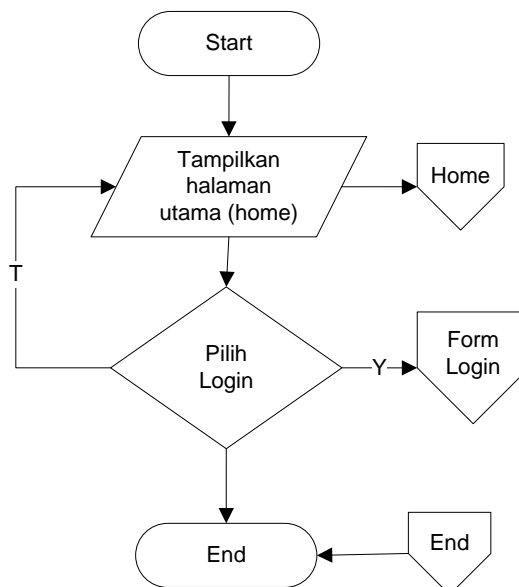 Start
Tampilkan
halaman
utama (home)
Home
T
Pilih
Login
Y
Form
Login
End
End